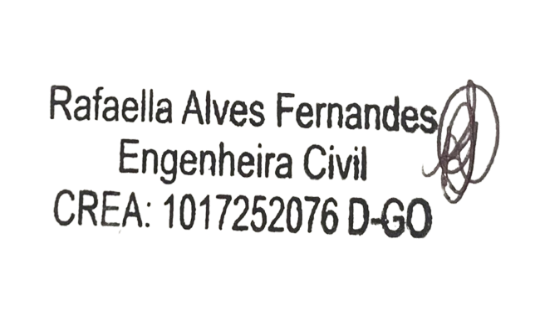 Rafaella Alves Fernandes
Engenheira Civil
CREA: 1017252076 D-GO